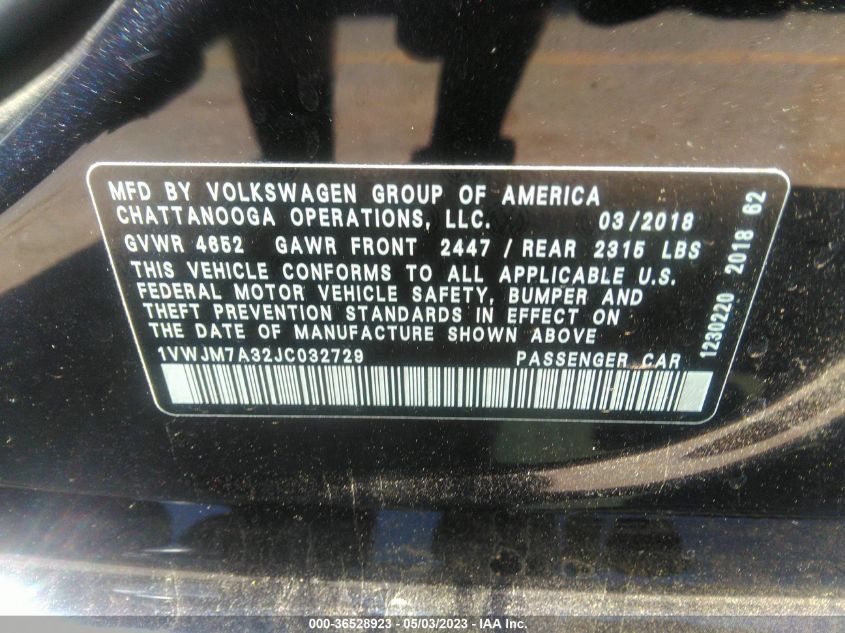 MFD BY VOLKSWAGEN GROUP OF AMERICA
CHATTANOOGA OPERATIONS, LLC. 03/2018
GVWR 4652 GAWR FRONT 2447 / REAR 2315 LBS
THIS VEHICLE CONFORMS TO ALL APPLICABLE U.S.
FEDERAL MOTOR VEHICLE SAFETY, BUMPER AND
THEFT PREVENTION STANDARDS IN EFFECT ON
THE DATE OF MANUFACTURE SHOWN ABOVE
1VWJM7A32JC032729 PASSENGER CAR
1230220 2018 62
000-36528923 - 05/03/2023 - IAA Inc.